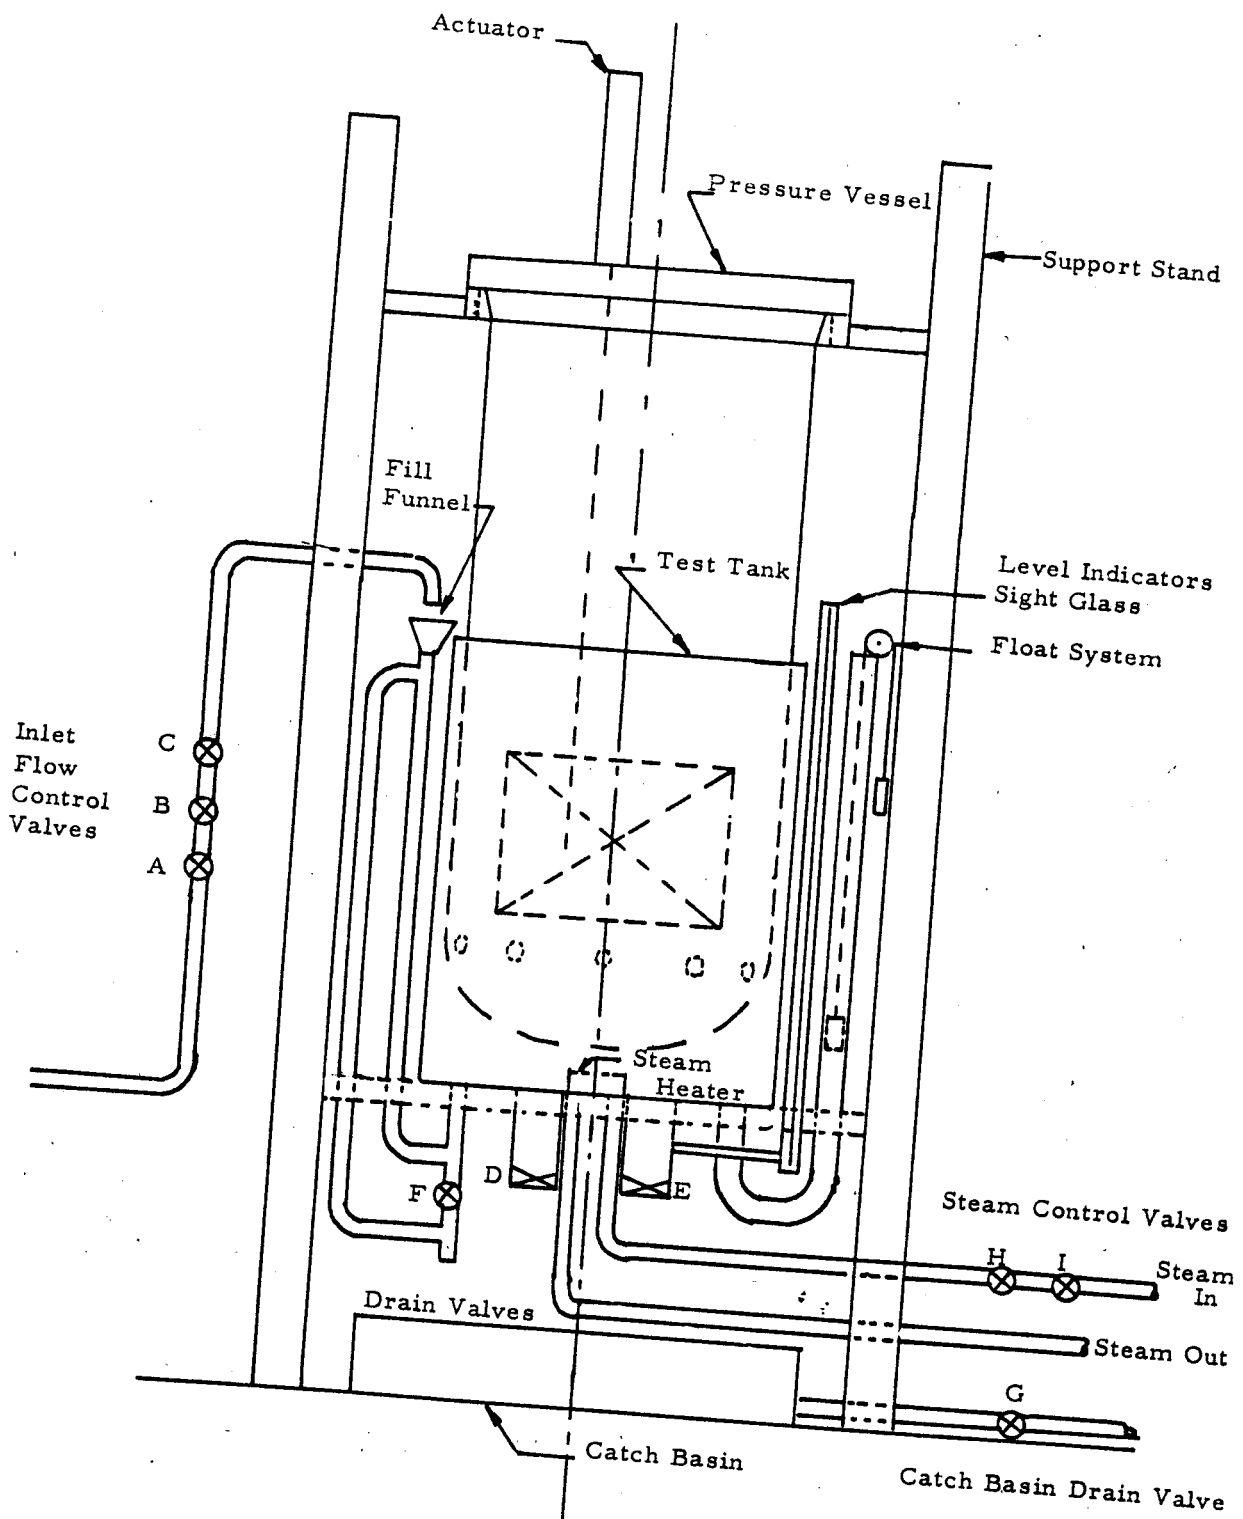 Actuator
Pressure Vessel
Support Stand
Fill
Funnel
Test Tank
Level Indicators
Sight Glass
Float System
Inlet
Flow
Control
Valves
C
B
A
Steam
Heater
D
E
F
Steam Control Valves
H
I
Steam
In
Drain Valves
Steam Out
G
Catch Basin
Catch Basin Drain Valve